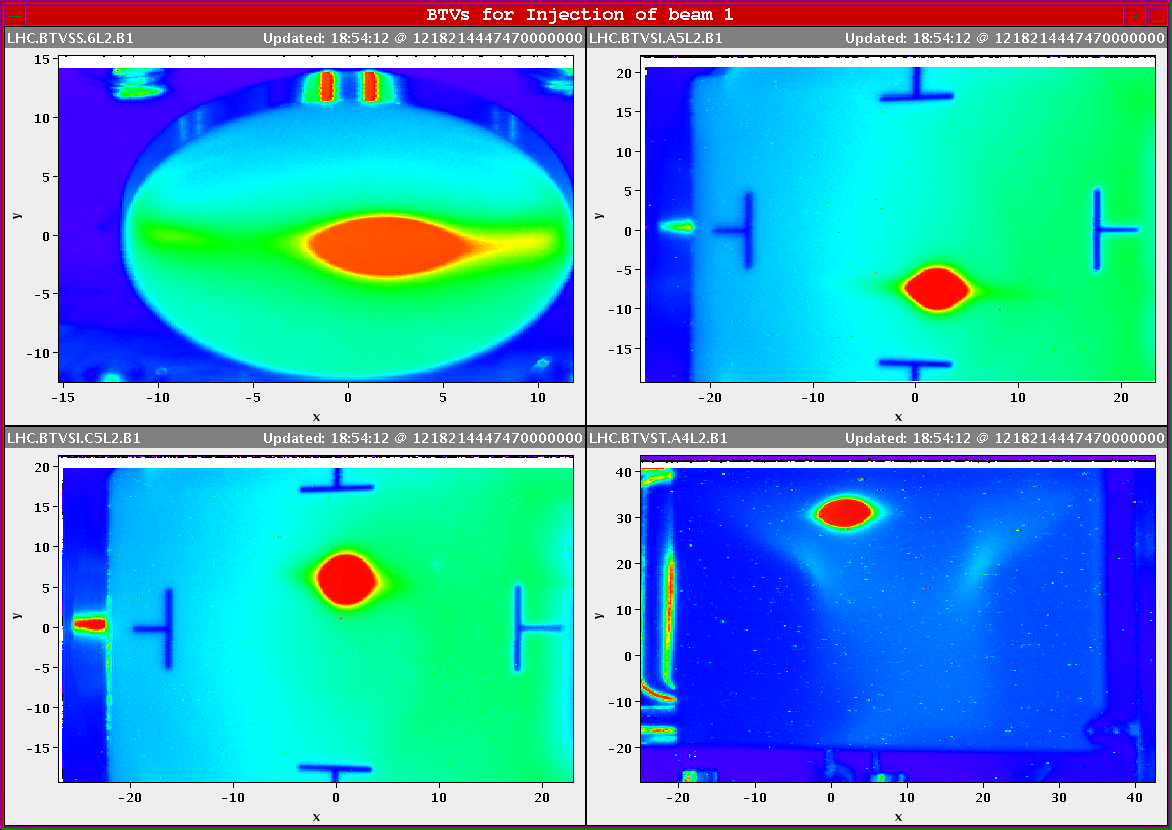 BTVs for Injection of beam 1
LHC.BTVSS.6L2.B1 Updated: 18:54:12 @ 1218214447470000000
15
10
5
0
-5
-10
y
-15 -10 -5 0 5 10
x
LHC.BTVSI.A5L2.B1 Updated: 18:54:12 @ 1218214447470000000
20
15
10
5
0
-5
-10
-15
y
-20 -10 0 10 20
x
LHC.BTVSI.C5L2.B1 Updated: 18:54:12 @ 1218214447470000000
20
15
10
5
0
-5
-10
-15
y
-20 -10 0 10 20
x
LHC.BTVST.A4L2.B1 Updated: 18:54:12 @ 1218214447470000000
40
30
20
10
0
-10
-20
y
-20 -10 0 10 20 30 40
x